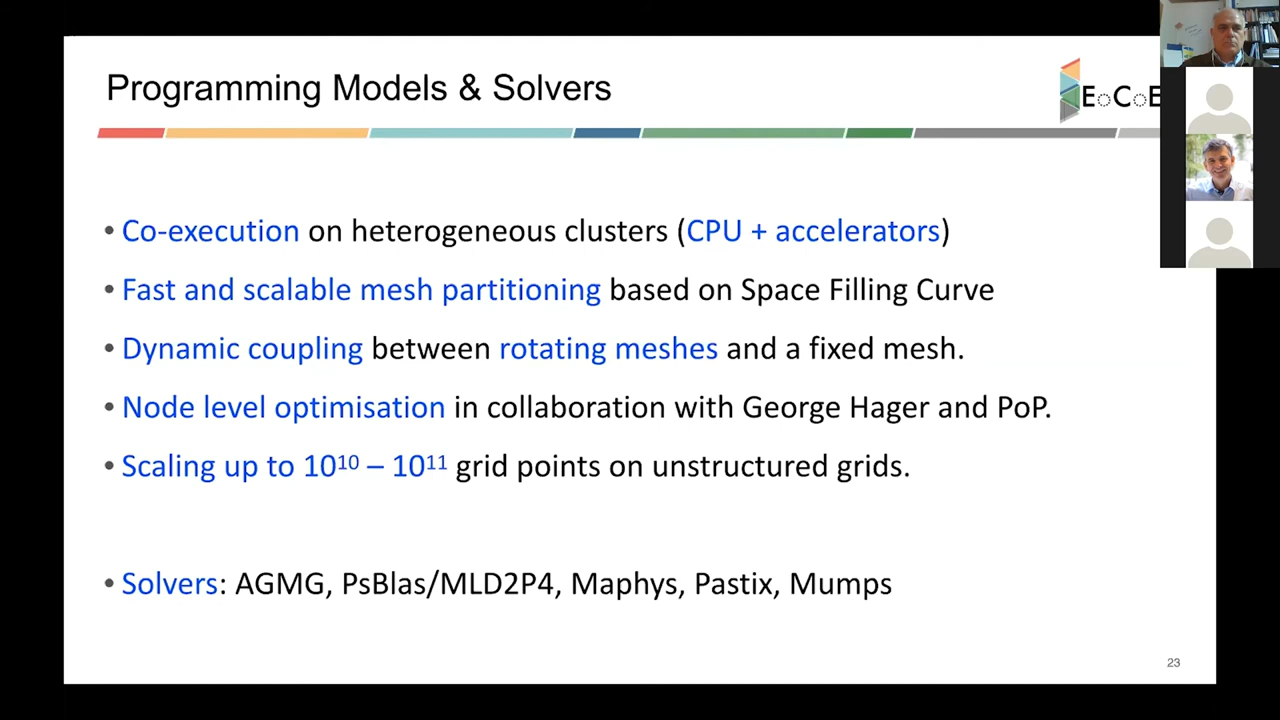 Programming Models & Solvers
EoCoE
• Co-execution on heterogeneous clusters (CPU + accelerators)
• Fast and scalable mesh partitioning based on Space Filling Curve
• Dynamic coupling between rotating meshes and a fixed mesh.
• Node level optimisation in collaboration with George Hager and PoP.
• Scaling up to 10¹⁰ – 10¹¹ grid points on unstructured grids.
• Solvers: AGMG, PsBlas/MLD2P4, Maphys, Pastix, Mumps
23